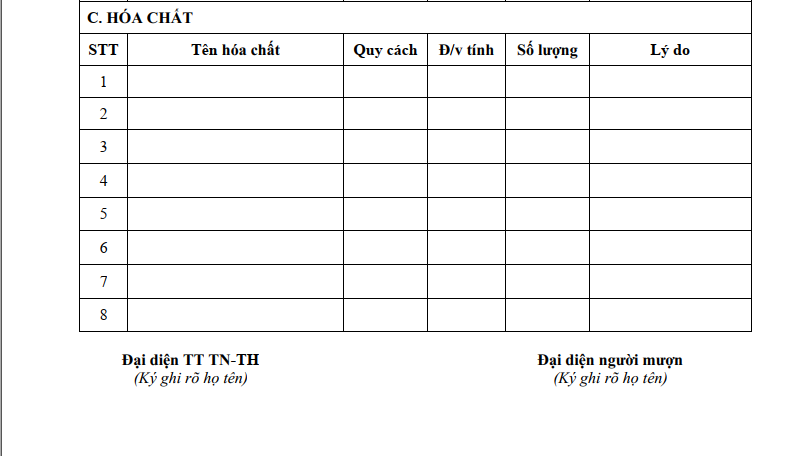 C. HÓA CHẤT
STT Tên hóa chất Quy cách Đ/v tính Số lượng Lý do
1
2
3
4
5
6
7
8
Đại diện TT TN-TH Đại diện người mượn
(Ký ghi rõ họ tên) (Ký ghi rõ họ tên)